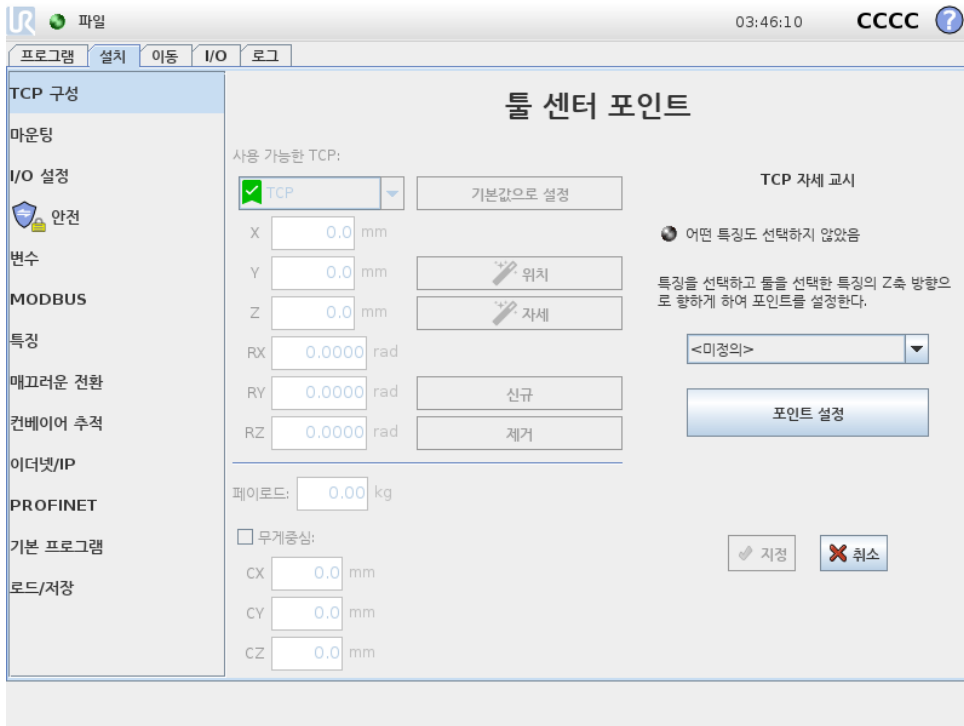 UR 파일 03:46:10 CCCC ?
프로그램 설치 이동 I/O 로그
TCP 구성
마운팅
I/O 설정
안전
변수
MODBUS
특징
매끄러운 전환
컨베이어 추적
이더넷/IP
PROFINET
기본 프로그램
로드/저장
툴 센터 포인트
사용 가능한 TCP:
TCP 기본값으로 설정
X 0.0 mm
Y 0.0 mm 위치
Z 0.0 mm 자세
RX 0.0000 rad
RY 0.0000 rad 신규
RZ 0.0000 rad 제거
페이로드: 0.00 kg
무게중심:
CX 0.0 mm
CY 0.0 mm
CZ 0.0 mm
TCP 자세 교시
어떤 특징도 선택하지 않았음
특징을 선택하고 툴을 선택한 특징의 Z축 방향으
로 향하게 하여 포인트를 설정한다.
<미정의>
포인트 설정
지정 취소